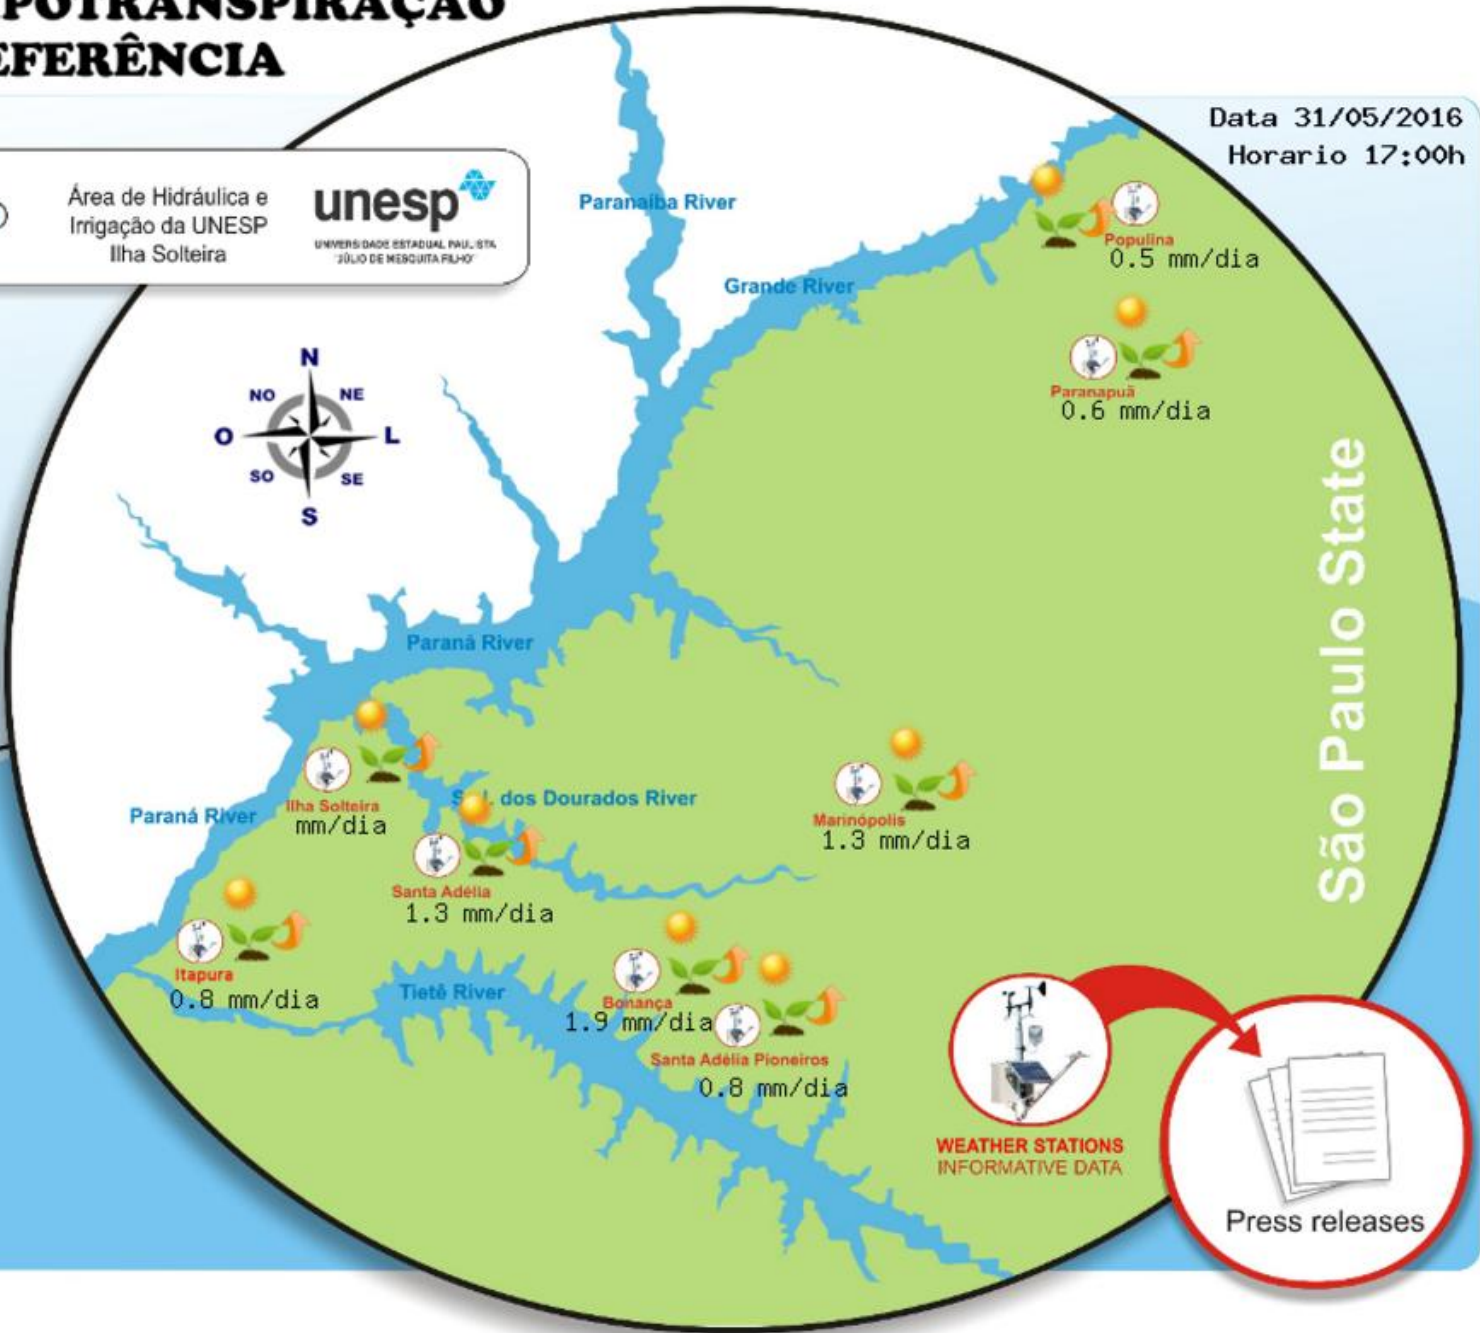 POTRANSPIRAÇÃO
EFERÊNCIA
Data 31/05/2016
Horario 17:00h
Área de Hidráulica e
Irrigação da UNESP
Ilha Solteira
unesp
UNIVERSIDADE ESTADUAL PAULISTA
"JÚLIO DE MESQUITA FILHO"
Paranaiba River
Populina
0.5 mm/dia
Grande River
N
NO
NE
O
L
SO
SE
S
Paranapuã
0.6 mm/dia
São Paulo State
Paraná River
Ilha Solteira
mm/dia
Paraná River
dos Dourados River
Marinópolis
1.3 mm/dia
Santa Adélia
1.3 mm/dia
Itapura
0.8 mm/dia
Tietê River
Bonança
1.9 mm/dia
Santa Adélia Pioneiros
0.8 mm/dia
WEATHER STATIONS
INFORMATIVE DATA
Press releases